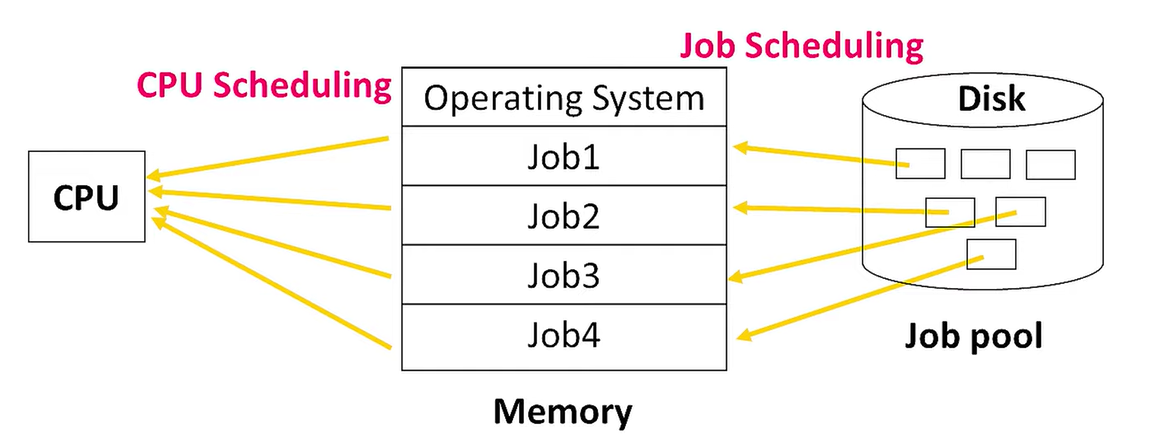 Job Scheduling
CPU Scheduling
Operating System
Disk
Job1
CPU
Job2
Job3
Job4
Job pool
Memory